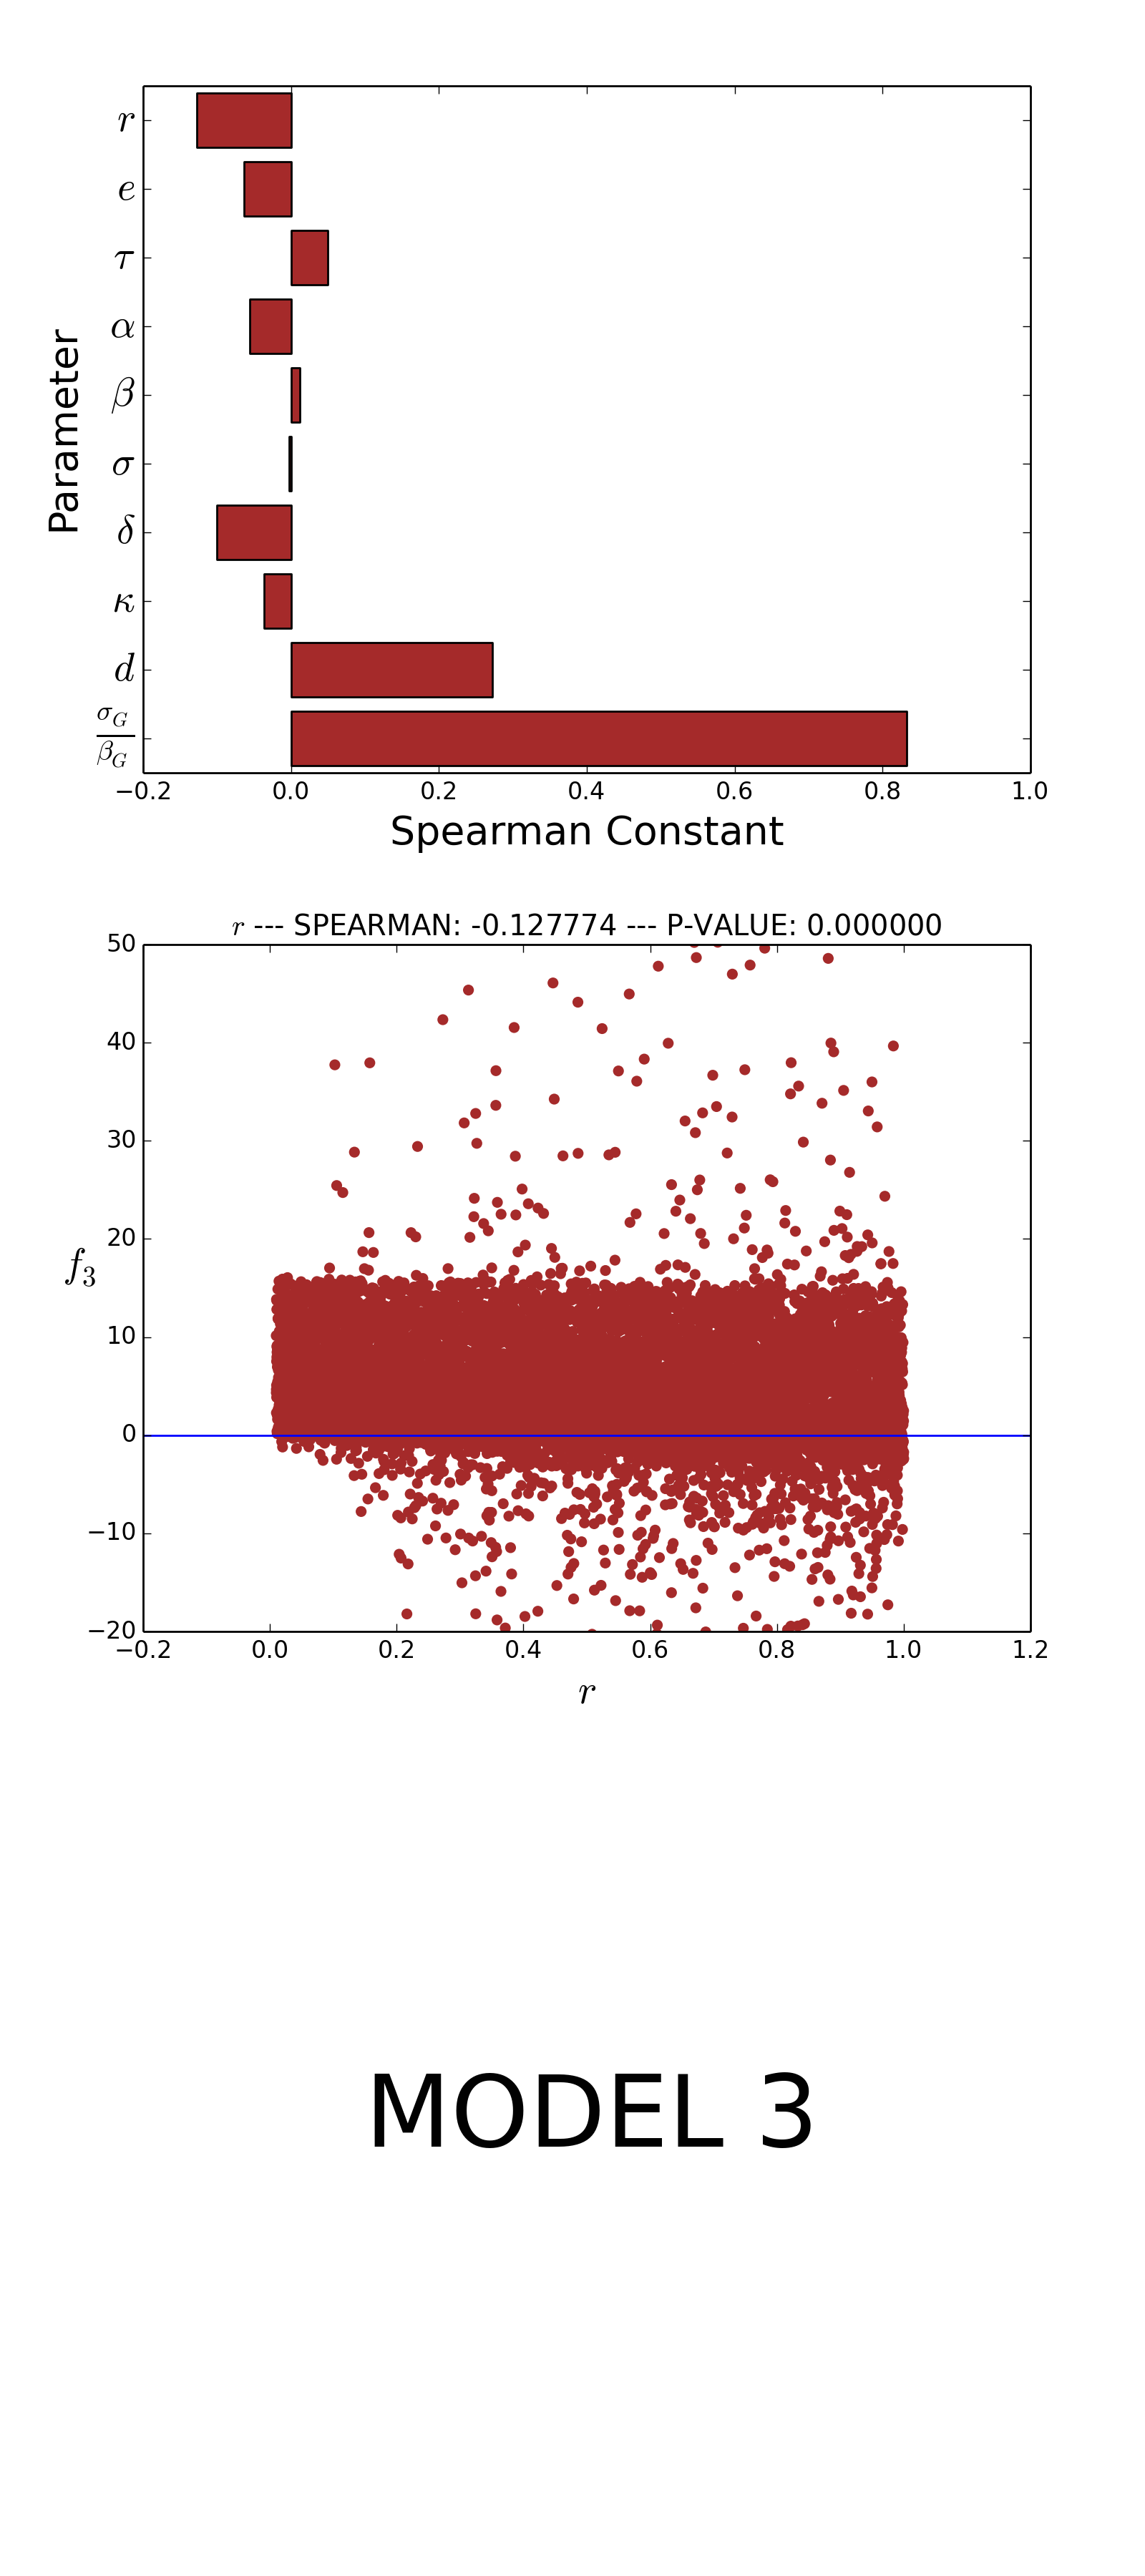 r
e
τ
α
β
σ
δ
κ
d
σ_G
β_G
Parameter
−0.2 0.0 0.2 0.4 0.6 0.8 1.0
Spearman Constant
r --- SPEARMAN: -0.127774 --- P-VALUE: 0.000000
50
40
30
20
f_3
10
0
−10
−20
−0.2 0.0 0.2 0.4 0.6 0.8 1.0 1.2
r
MODEL 3